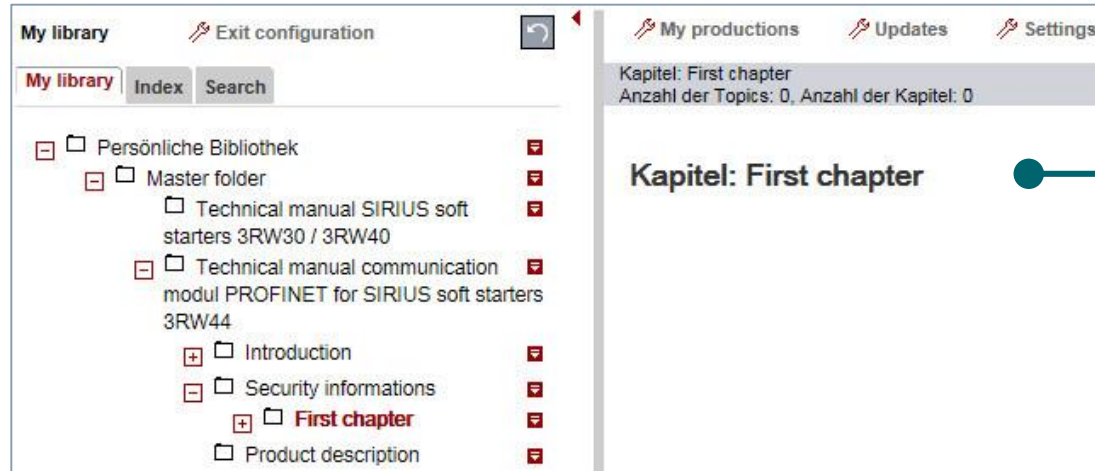 My library
Exit configuration
My library
Index
Search
Persönliche Bibliothek
Master folder
Technical manual SIRIUS soft
starters 3RW30 / 3RW40
Technical manual communication
modul PROFINET for SIRIUS soft starters
3RW44
Introduction
Security informations
First chapter
Product description
My productions
Updates
Settings
Kapitel: First chapter
Anzahl der Topics: 0, Anzahl der Kapitel: 0
Kapitel: First chapter